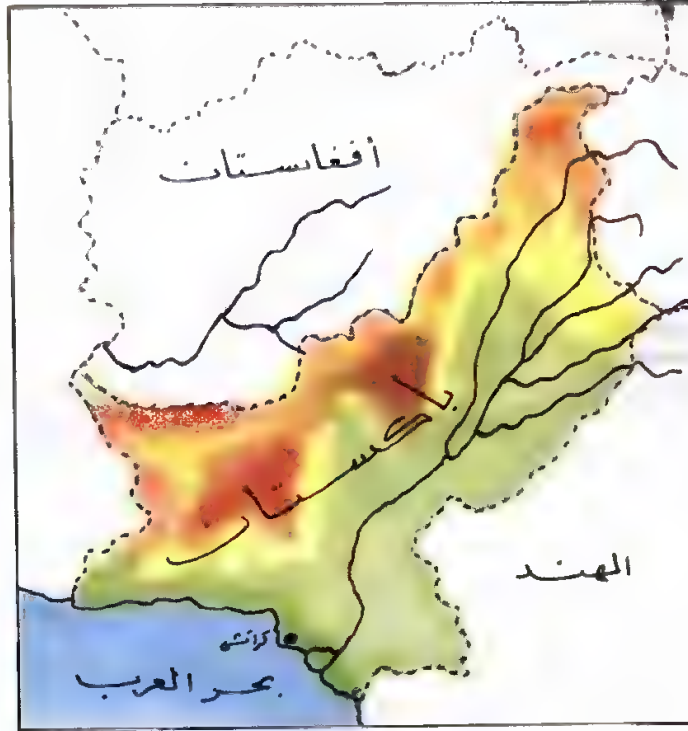 أفغانستان
باكستان
الهند
كراتشي
بحر العرب